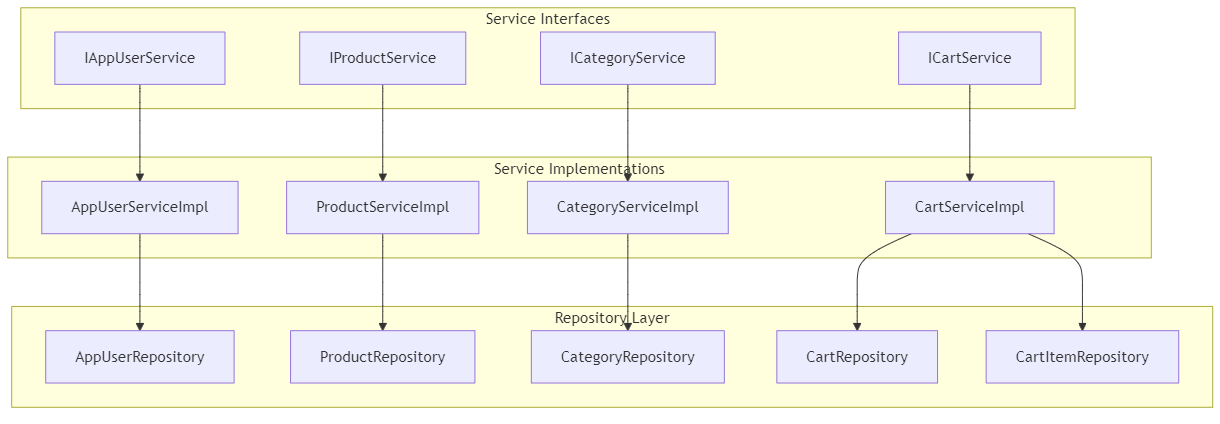 Service Interfaces
IAppUserService
IProductService
ICategoryService
ICartService
Service Implementations
AppUserServiceImpl
ProductServiceImpl
CategoryServiceImpl
CartServiceImpl
Repository Layer
AppUserRepository
ProductRepository
CategoryRepository
CartRepository
CartItemRepository